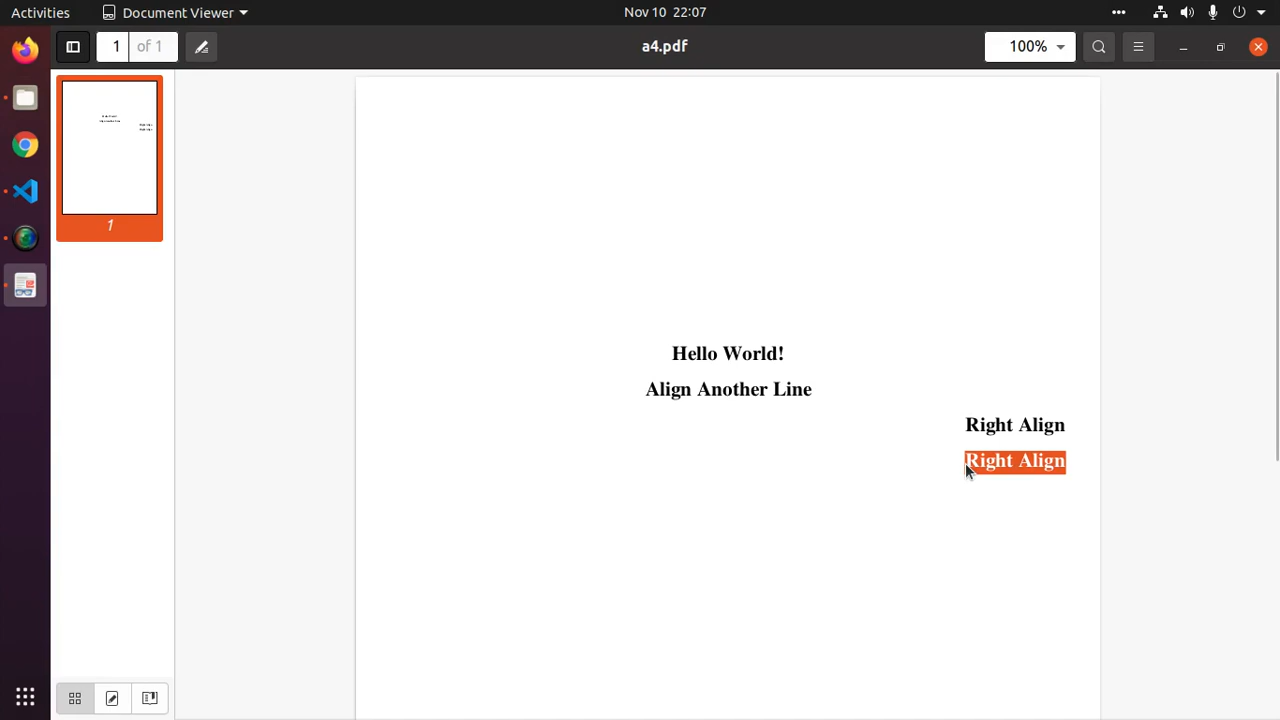 Activities Document Viewer Nov 10 22:07
1 of 1 a4.pdf 100%
1
Hello World!
Align Another Line
Right Align
Right Align